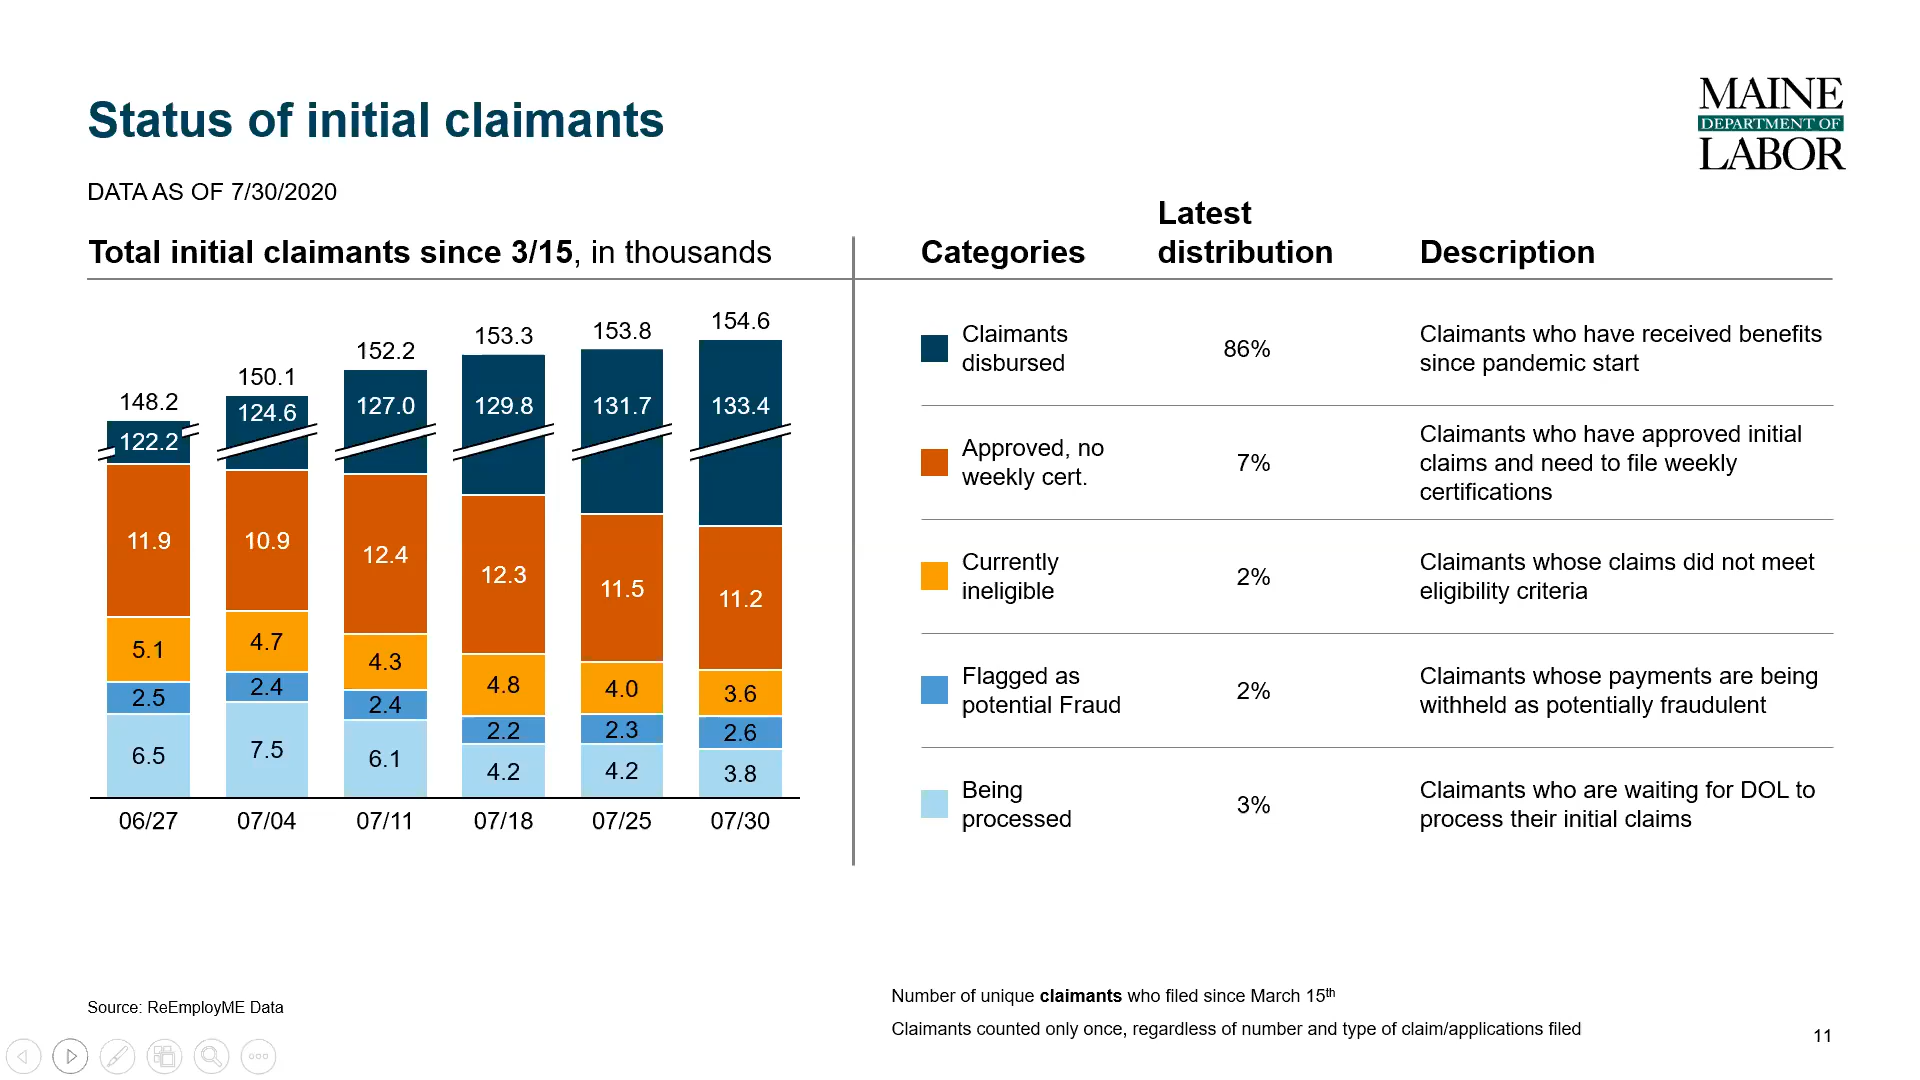 Status of initial claimants
MAINE
DEPARTMENT OF
LABOR
DATA AS OF 7/30/2020
Total initial claimants since 3/15, in thousands
148.2
150.1
152.2
153.3
153.8
154.6
122.2
124.6
127.0
129.8
131.7
133.4
11.9
10.9
12.4
12.3
11.5
11.2
5.1
4.7
4.3
4.8
4.0
3.6
2.5
2.4
2.4
2.2
2.3
2.6
6.5
7.5
6.1
4.2
4.2
3.8
06/27
07/04
07/11
07/18
07/25
07/30
Categories
Latest
distribution
Description
Claimants
disbursed
86%
Claimants who have received benefits
since pandemic start
Approved, no
weekly cert.
7%
Claimants who have approved initial
claims and need to file weekly
certifications
Currently
ineligible
2%
Claimants whose claims did not meet
eligibility criteria
Flagged as
potential Fraud
2%
Claimants whose payments are being
withheld as potentially fraudulent
Being
processed
3%
Claimants who are waiting for DOL to
process their initial claims
Source: ReEmployME Data
Number of unique claimants who filed since March 15th
Claimants counted only once, regardless of number and type of claim/applications filed
11